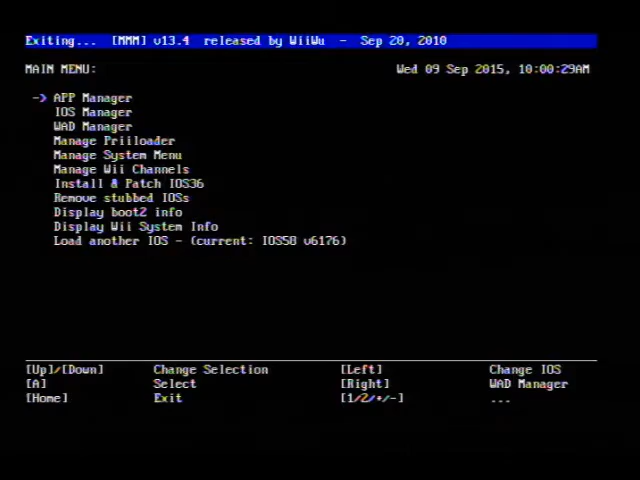 Exiting... [MMM] v13.4 released by WiiWu - Sep 20, 2010
MAIN MENU: Wed 09 Sep 2015, 10:00:29AM
-> APP Manager
IOS Manager
WAD Manager
Manage Priiloader
Manage System Menu
Manage Wii Channels
Install & Patch IOS36
Remove stubbed IOSs
Display boot2 info
Display Wii System Info
Load another IOS - (current: IOS58 v6176)
[Up]/[Down] Change Selection [Left] Change IOS
[A] Select [Right] WAD Manager
[Home] Exit [1/2/+/-] ...